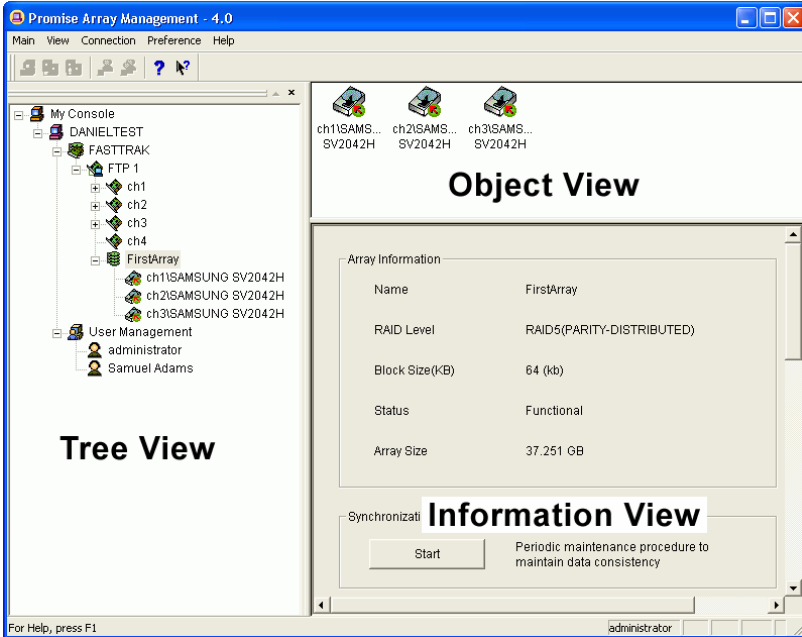 Promise Array Management - 4.0
Main View Connection Preference Help
My Console
DANIELTEST
FASTTRAK
FTP 1
ch1
ch2
ch3
ch4
FirstArray
ch1\SAMSUNG SV2042H
ch2\SAMSUNG SV2042H
ch3\SAMSUNG SV2042H
User Management
administrator
Samuel Adams
Tree View
ch1\SAMS... ch2\SAMS... ch3\SAMS...
SV2042H SV2042H SV2042H
Object View
Array Information
Name FirstArray
RAID Level RAID5(PARITY-DISTRIBUTED)
Block Size(KB) 64 (kb)
Status Functional
Array Size 37.251 GB
Synchronizati
Information View
Start
Periodic maintenance procedure to
maintain data consistency
For Help, press F1
administrator